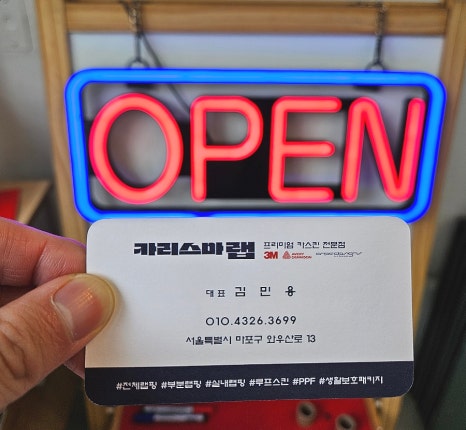 OPEN
카리스마랩 프리미엄 카스킨 전문점
3M AVERY DENNISON
대표 김 민 용
010.4326.3699
서울특별시 마포구 와우산로 13
#전체랩핑 #부분랩핑 #실내랩핑 #루프스킨 #PPF #생활보호패키지